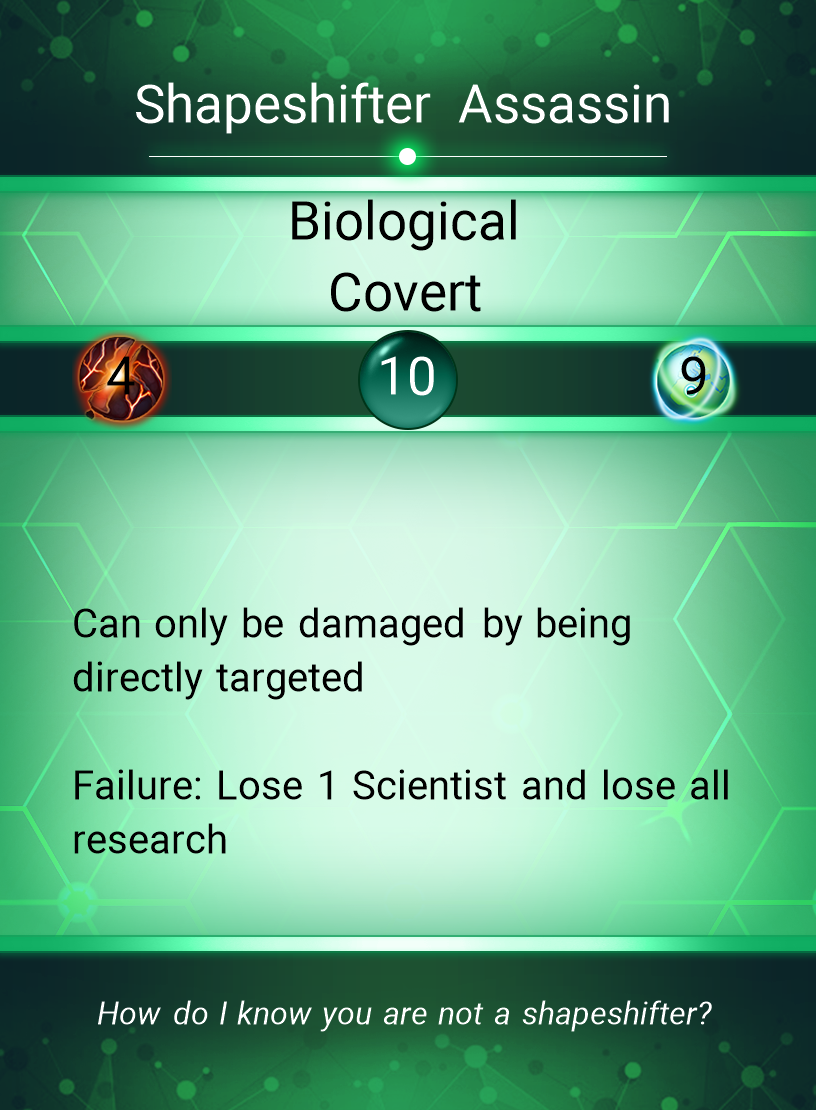 Shapeshifter Assassin
Biological
Covert
4 10 9
Can only be damaged by being
directly targeted
Failure: Lose 1 Scientist and lose all
research
How do I know you are not a shapeshifter?